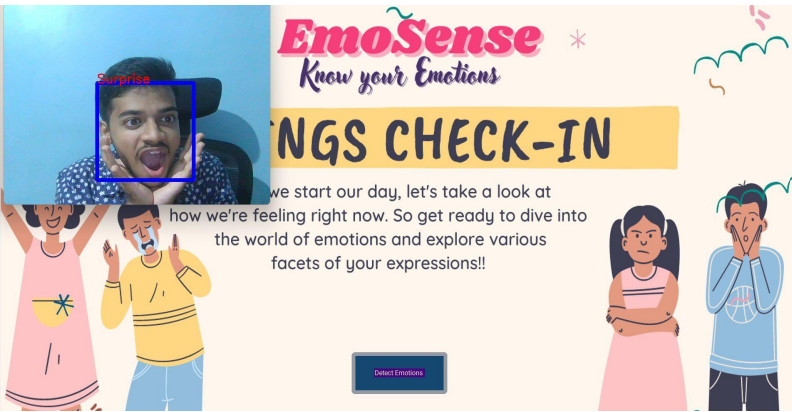 Surprise
EmoSense
Know your Emotions
NGS CHECK-IN
we start our day, let's take a look at
how we're feeling right now. So get ready to dive into
the world of emotions and explore various
facets of your expressions!!
Detect Emotions